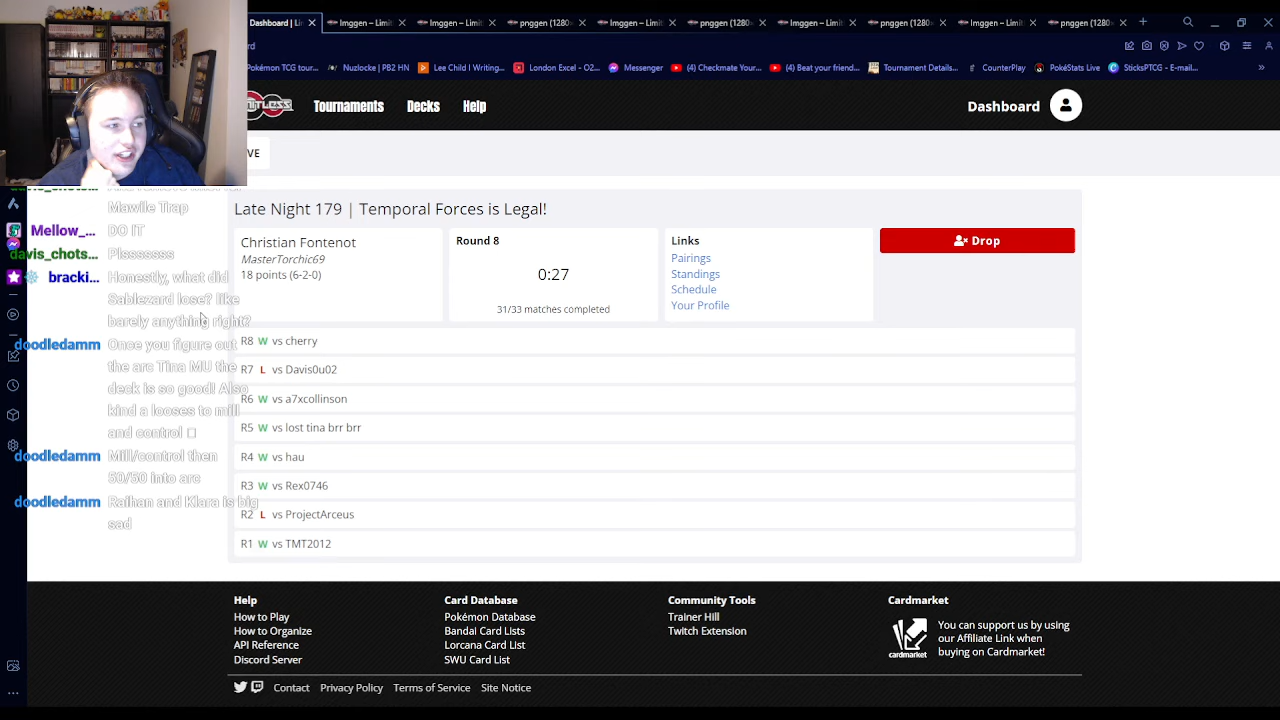 Dashboard | Li
Imggen – Limit
Imggen – Limit
pnggen (1280×
Imggen – Limit
pnggen (1280×
Imggen – Limit
pnggen (1280×
Imggen – Limit
pnggen (1280×
Pokémon TCG tour...
Nuzlocke | PB2 HN
Lee Child | Writing...
London Excel - O2...
Messenger
(4) Checkmate Your...
(4) Beat your friend...
Tournament Details...
CounterPlay
PokéStats Live
SticksPTCG - E-mail...
Tournaments
Decks
Help
Dashboard
VE
Mawile Trap
Mellow_... DO IT
davis_chots... Plsssssss
bracki... Honestly, what did
Sablezard lose? like
barely anything right?
doodledamm Once you figure out
the arc Tina MU the
deck is so good! Also
kind a looses to mill
and control
doodledamm Mill/control then
50/50 into arc
doodledamm Raihan and Klara is big
sad
Late Night 179 | Temporal Forces is Legal!
Christian Fontenot
MasterTorchic69
18 points (6-2-0)
Round 8
0:27
31/33 matches completed
Links
Pairings
Standings
Schedule
Your Profile
Drop
R8 W vs cherry
R7 L vs Davis0u02
R6 W vs a7xcollinson
R5 W vs lost tina brr brr
R4 W vs hau
R3 W vs Rex0746
R2 L vs ProjectArceus
R1 W vs TMT2012
Help
How to Play
How to Organize
API Reference
Discord Server
Card Database
Pokémon Database
Bandai Card Lists
Lorcana Card List
SWU Card List
Community Tools
Trainer Hill
Twitch Extension
Cardmarket
cardmarket
You can support us by using
our Affiliate Link when
buying on Cardmarket!
Contact
Privacy Policy
Terms of Service
Site Notice